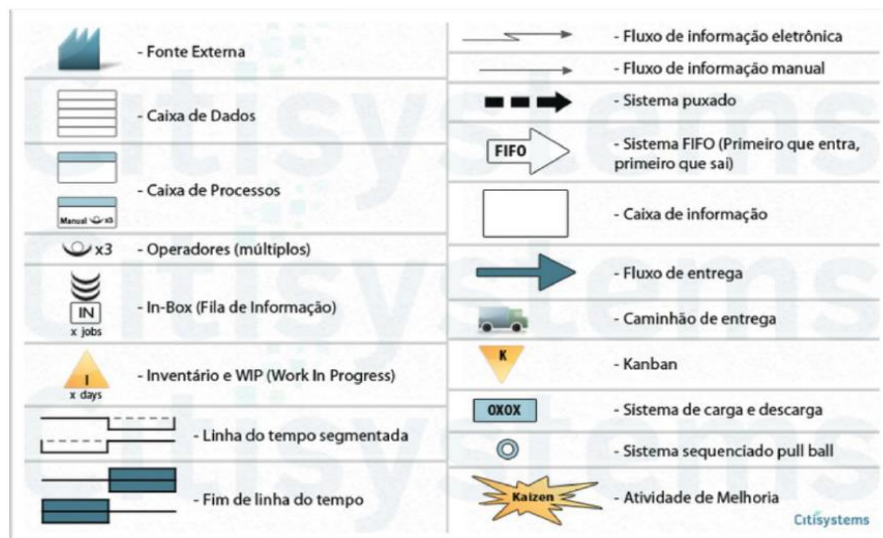 - Fonte Externa
- Caixa de Dados
- Caixa de Processos
Manual x3
x3 - Operadores (múltiplos)
IN
x jobs
- In-Box (Fila de Informação)
I
x days
- Inventário e WIP (Work In Progress)
- Linha do tempo segmentada
- Fim de linha do tempo
- Fluxo de informação eletrônica
- Fluxo de informação manual
- Sistema puxado
FIFO
- Sistema FIFO (Primeiro que entra,
primeiro que sai)
- Caixa de informação
- Fluxo de entrega
- Caminhão de entrega
K
- Kanban
OXOX
- Sistema de carga e descarga
- Sistema sequenciado pull ball
Kaizen
- Atividade de Melhoria
Citisystems
Citisystems
Citisystems
Citisystems